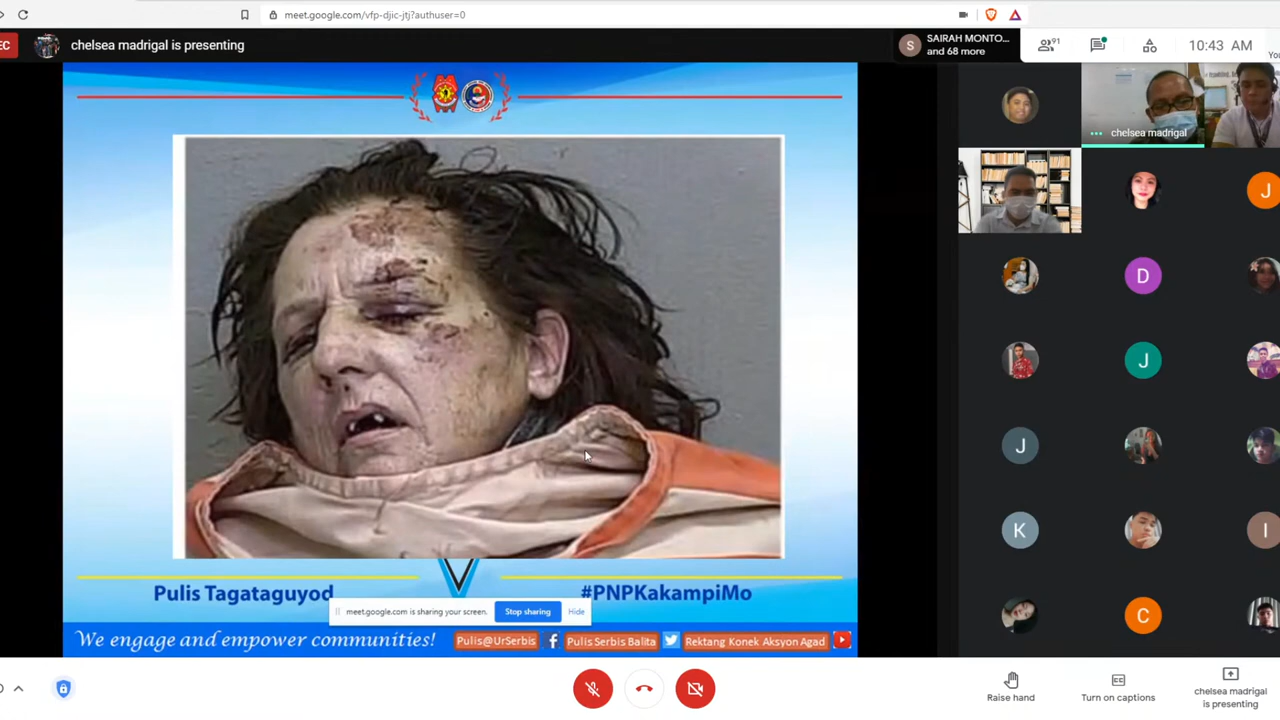 meet.google.com/vfp-djic-jtj?authuser=0
EC
chelsea madrigal is presenting
S
SAIRAH MONTO...
and 68 more
91
10:43 AM
You
chelsea madrigal
J
D
J
J
K
I
C
Pulis Tagataguyod
#PNPKakampiMo
meet.google.com is sharing your screen.
Stop sharing
Hide
We engage and empower communities!
Pulis@UrSerbis
Pulis Serbis Balita
Rektang Konek Aksyon Agad
Raise hand
Turn on captions
chelsea madrigal
is presenting